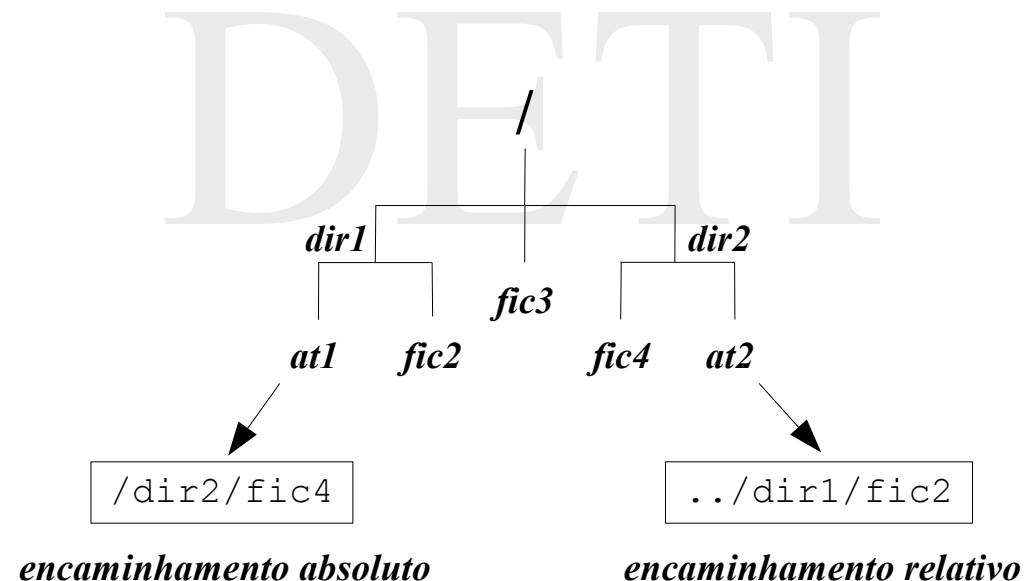 DETI
/
dir1 dir2
fic3
at1 fic2 fic4 at2
/dir2/fic4 ../dir1/fic2
encaminhamento absoluto encaminhamento relativo